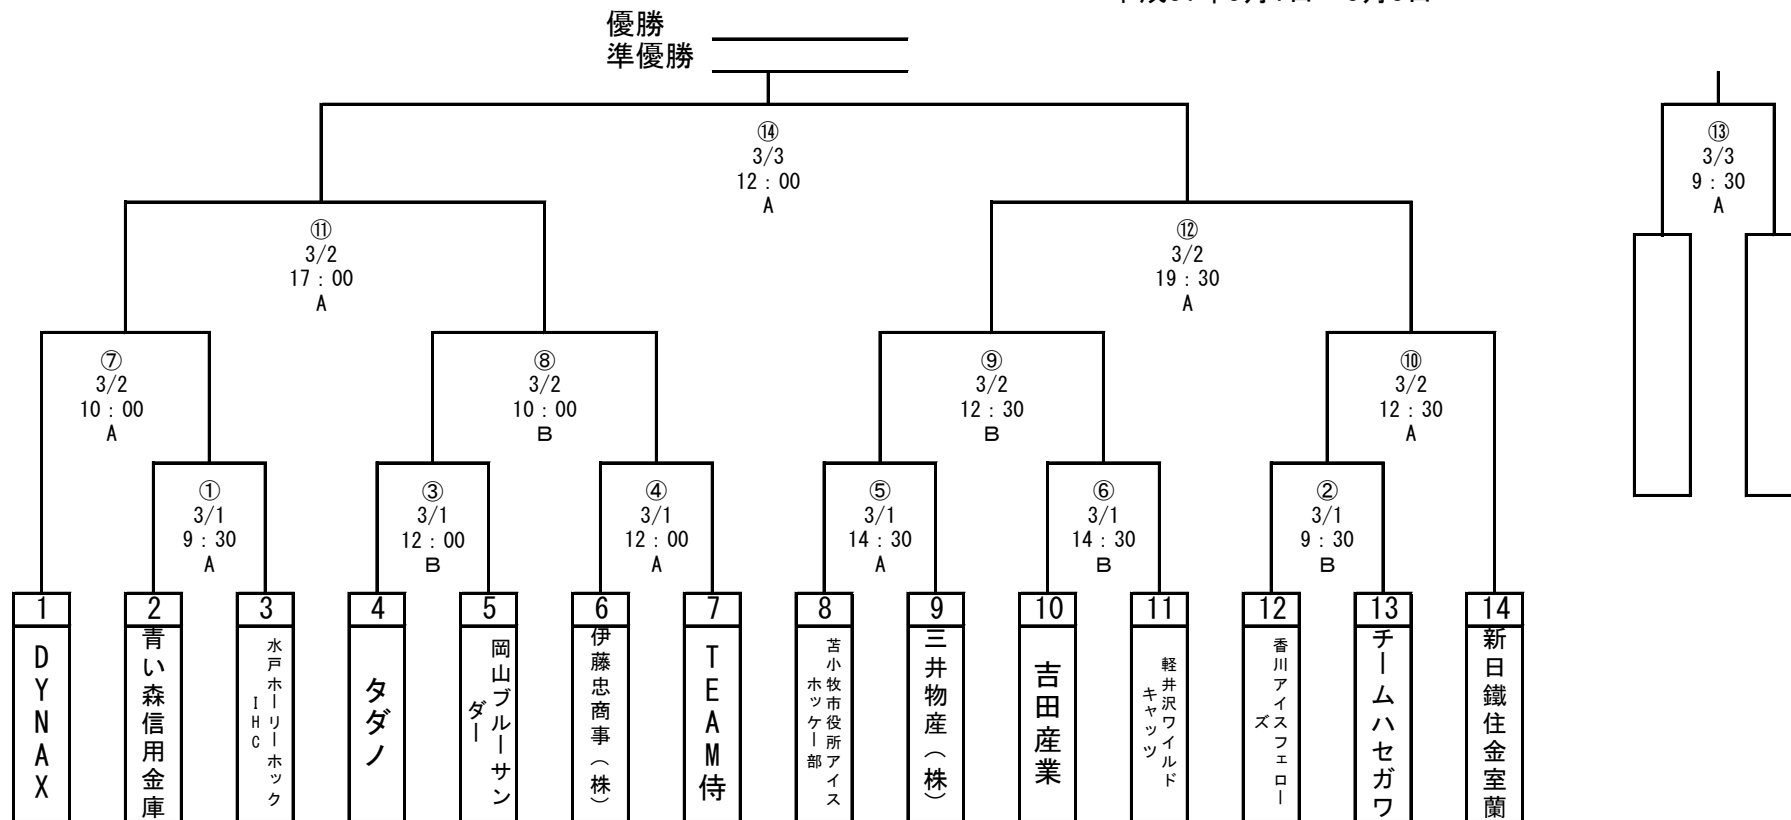 優勝
準優勝
⑭
3/3
12：00
A
⑬
3/3
9：30
A
⑪
3/2
17：00
A
⑫
3/2
19：30
A
⑦
3/2
10：00
A
⑧
3/2
10：00
B
⑨
3/2
12：30
B
⑩
3/2
12：30
A
①
3/1
9：30
A
③
3/1
12：00
B
④
3/1
12：00
A
⑤
3/1
14：30
A
⑥
3/1
14：30
B
②
3/1
9：30
B
1
DYNAX
2
青い森信用金庫
3
水戸ホーリーホック
IHC
4
タダノ
5
岡山ブルーサン
ダー
6
伊藤忠商事（株）
7
TEAM侍
8
苫小牧市役所アイス
ホッケー部
9
三井物産（株）
10
吉田産業
11
軽井沢ワイルド
キャッツ
12
香川アイスフェロー
ズ
13
チームハセガワ
14
新日鐵住金室蘭